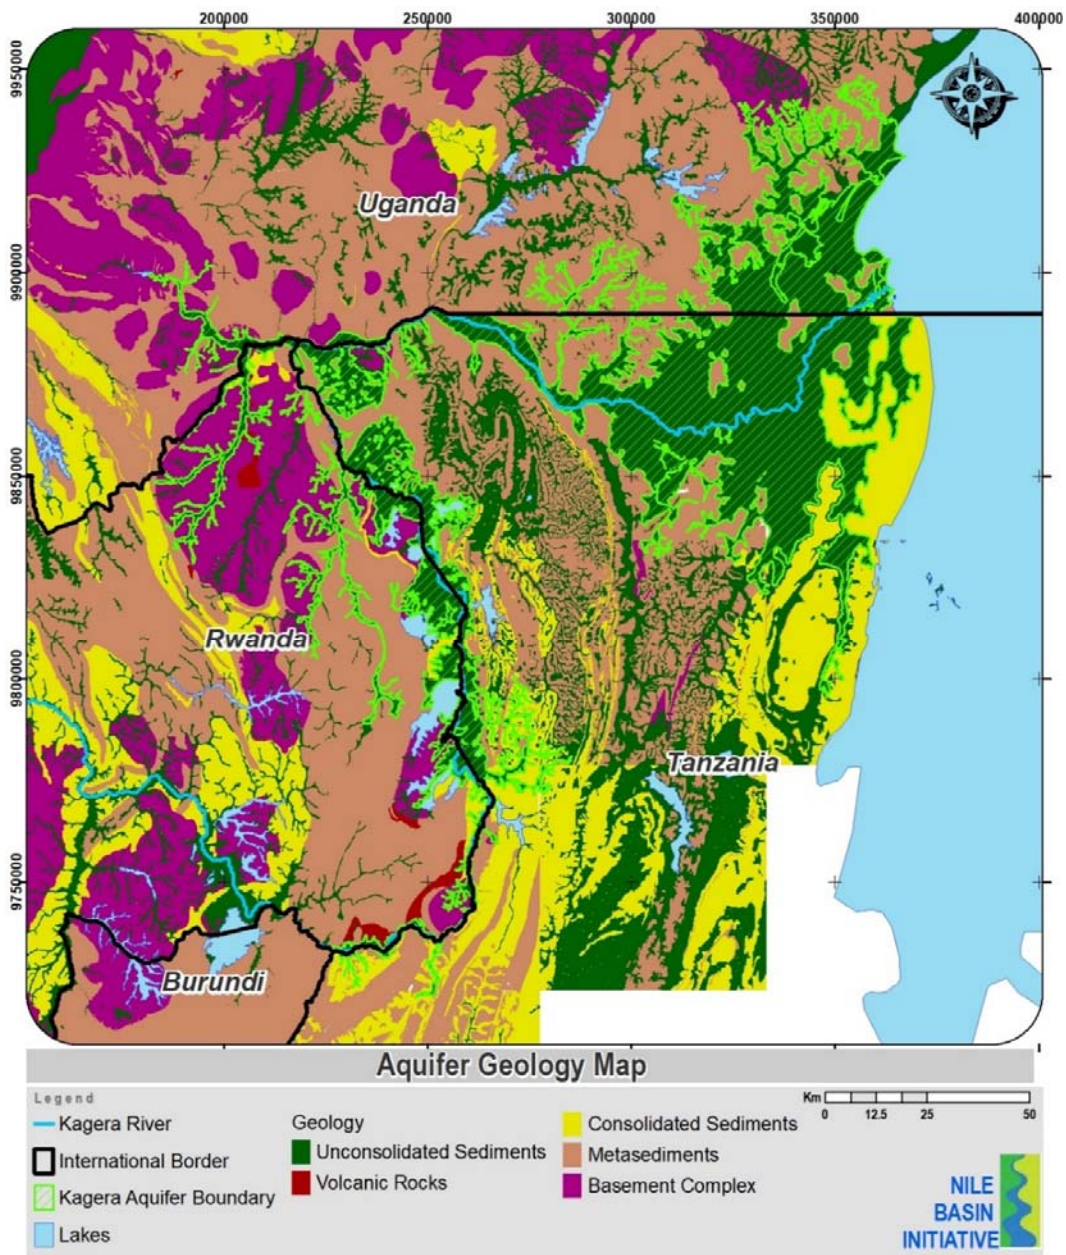 200000 250000 300000 350000 400000
9950000
Uganda
9900000
9850000
Rwanda
9800000
Tanzania
9750000
Burundi
Aquifer Geology Map
Legend
Kagera River
International Border
Kagera Aquifer Boundary
Lakes
Geology
Unconsolidated Sediments
Volcanic Rocks
Consolidated Sediments
Metasediments
Basement Complex
Km
0 12.5 25 50
NILE
BASIN
INITIATIVE